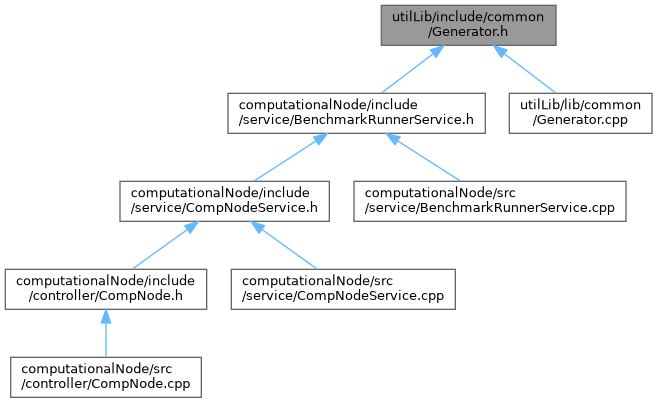 utilLib/include/common
/Generator.h
computationalNode/include
/service/BenchmarkRunnerService.h
utilLib/lib/common
/Generator.cpp
computationalNode/include
/service/CompNodeService.h
computationalNode/src
/service/BenchmarkRunnerService.cpp
computationalNode/include
/controller/CompNode.h
computationalNode/src
/service/CompNodeService.cpp
computationalNode/src
/controller/CompNode.cpp